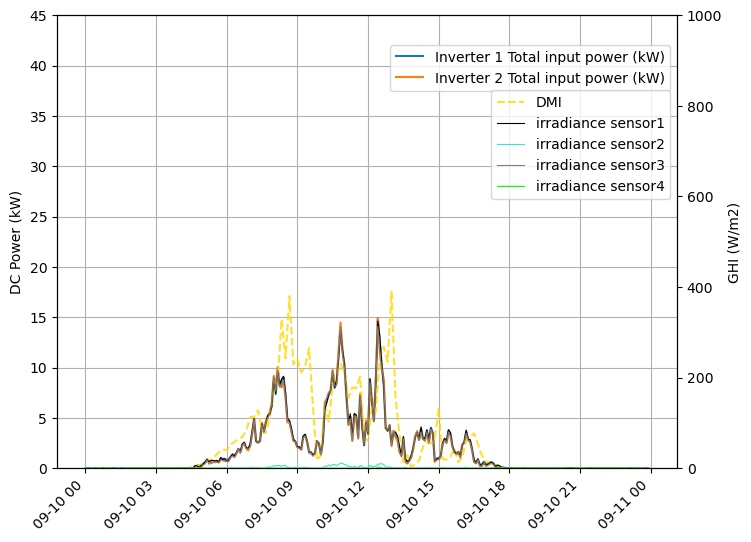 45
40
35
30
25
20
15
10
5
0
DC Power (kW)
1000
800
600
400
200
0
GHI (W/m2)
Inverter 1 Total input power (kW)
Inverter 2 Total input power (kW)
DMI
irradiance sensor1
irradiance sensor2
irradiance sensor3
irradiance sensor4
09-10 00
09-10 03
09-10 06
09-10 09
09-10 12
09-10 15
09-10 18
09-10 21
09-11 00